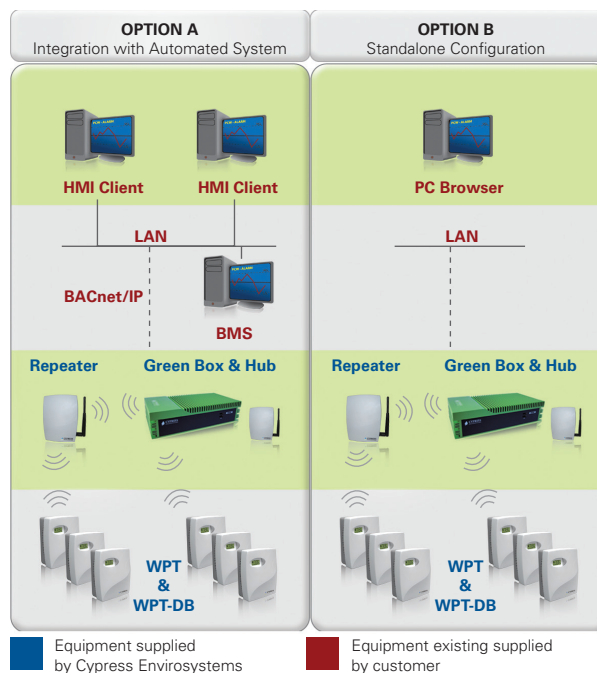 OPTION A
Integration with Automated System
HMI Client
HMI Client
LAN
BACnet/IP
BMS
Repeater
Green Box & Hub
WPT
&
WPT-DB
OPTION B
Standalone Configuration
PC Browser
LAN
Repeater
Green Box & Hub
WPT
&
WPT-DB
Equipment supplied
by Cypress Envirosystems
Equipment existing supplied
by customer